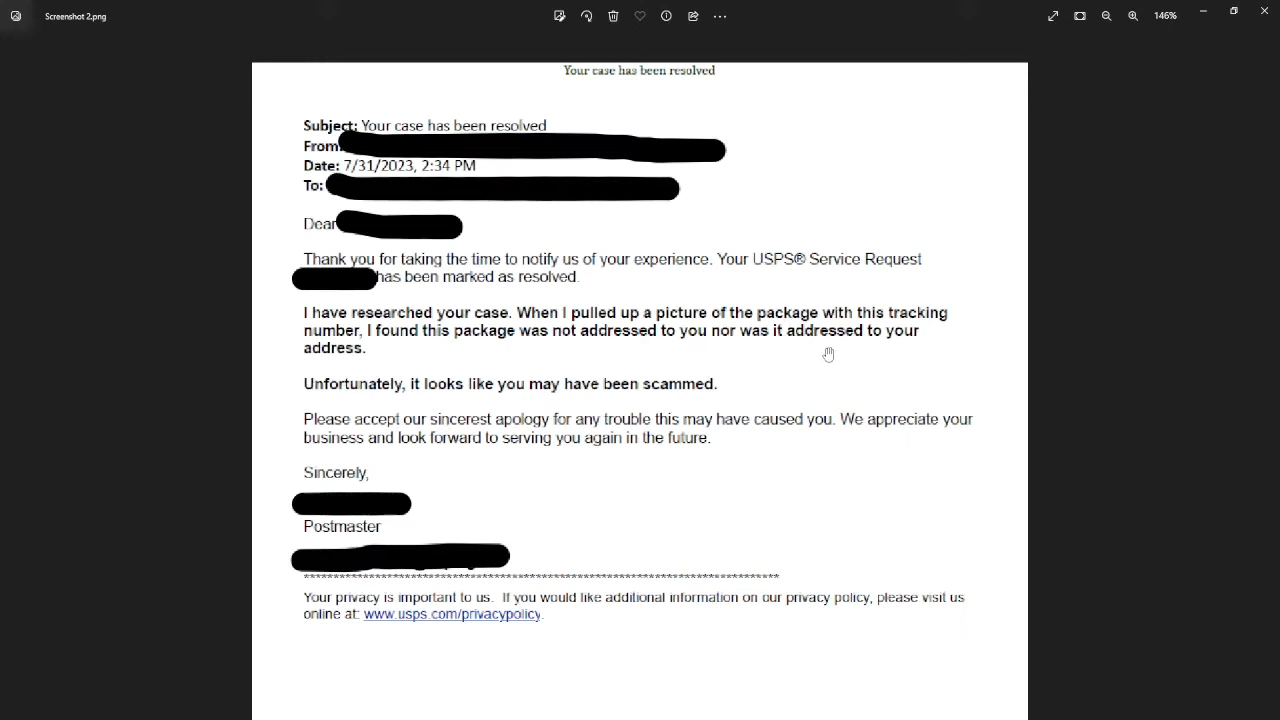 Screenshot 2.png
146%
Your case has been resolved
Subject: Your case has been resolved
From:
Date: 7/31/2023, 2:34 PM
To:
Dear
Thank you for taking the time to notify us of your experience. Your USPS® Service Request
has been marked as resolved.
I have researched your case. When I pulled up a picture of the package with this tracking
number, I found this package was not addressed to you nor was it addressed to your
address.
Unfortunately, it looks like you may have been scammed.
Please accept our sincerest apology for any trouble this may have caused you. We appreciate your
business and look forward to serving you again in the future.
Sincerely,
Postmaster
********************************************************************************
Your privacy is important to us. If you would like additional information on our privacy policy, please visit us
online at: www.usps.com/privacypolicy.